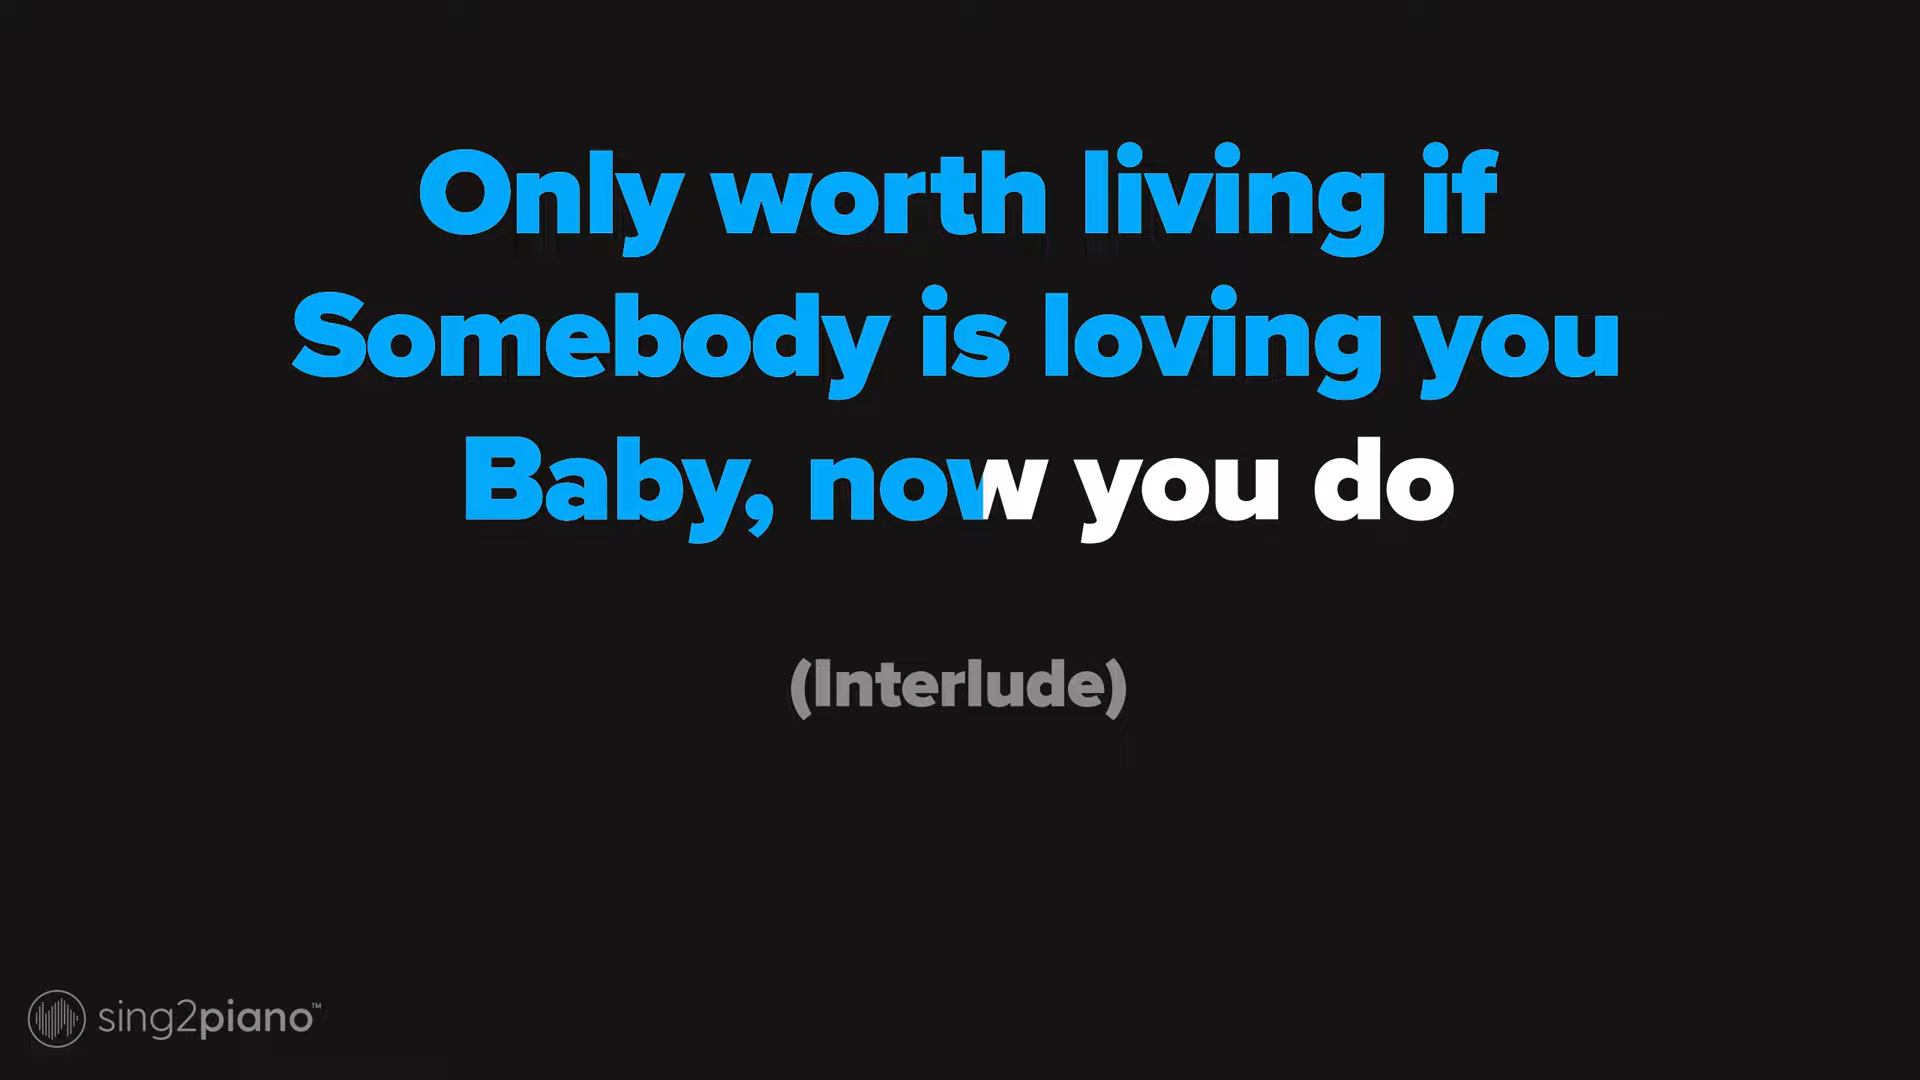 Only worth living if
Somebody is loving you
Baby, now you do
(Interlude)
sing2piano™